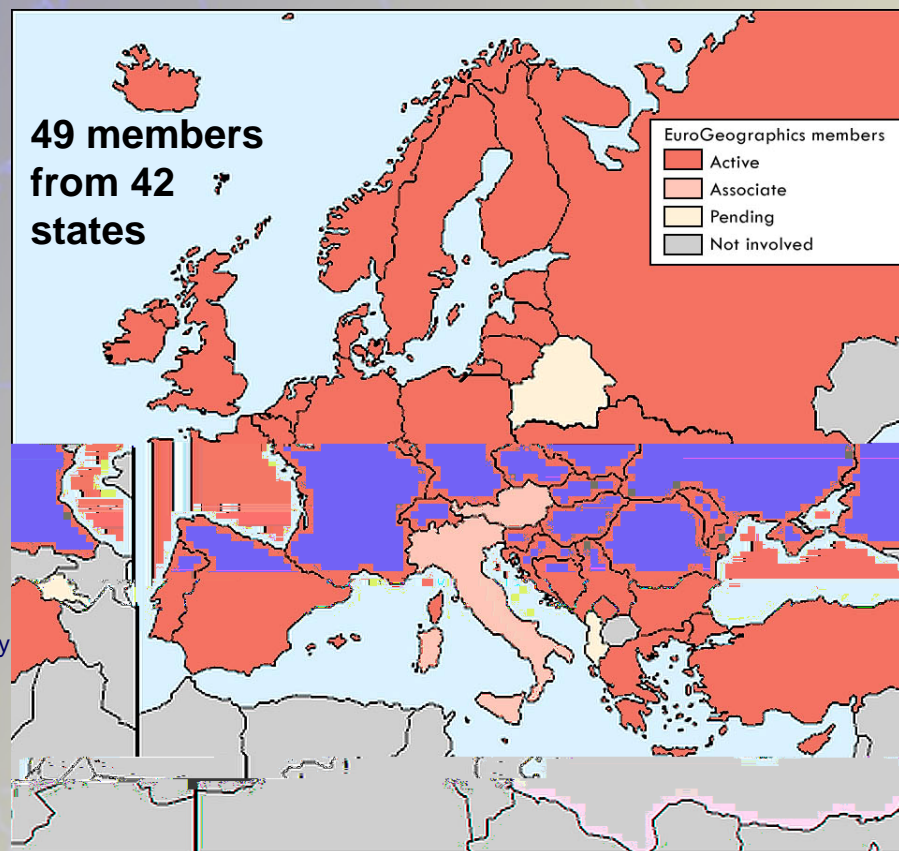 49 members
from 42
states
EuroGeographics members
Active
Associate
Pending
Not involved
y